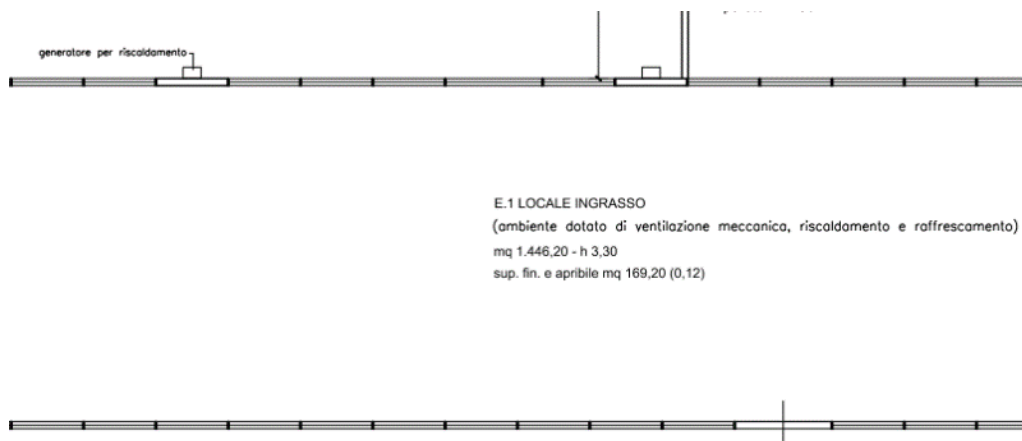 generatore per riscaldamento
E.1 LOCALE INGRASSO
(ambiente dotato di ventilazione meccanica, riscaldamento e raffrescamento)
mq 1.446,20 - h 3,30
sup. fin. e apribile mq 169,20 (0,12)